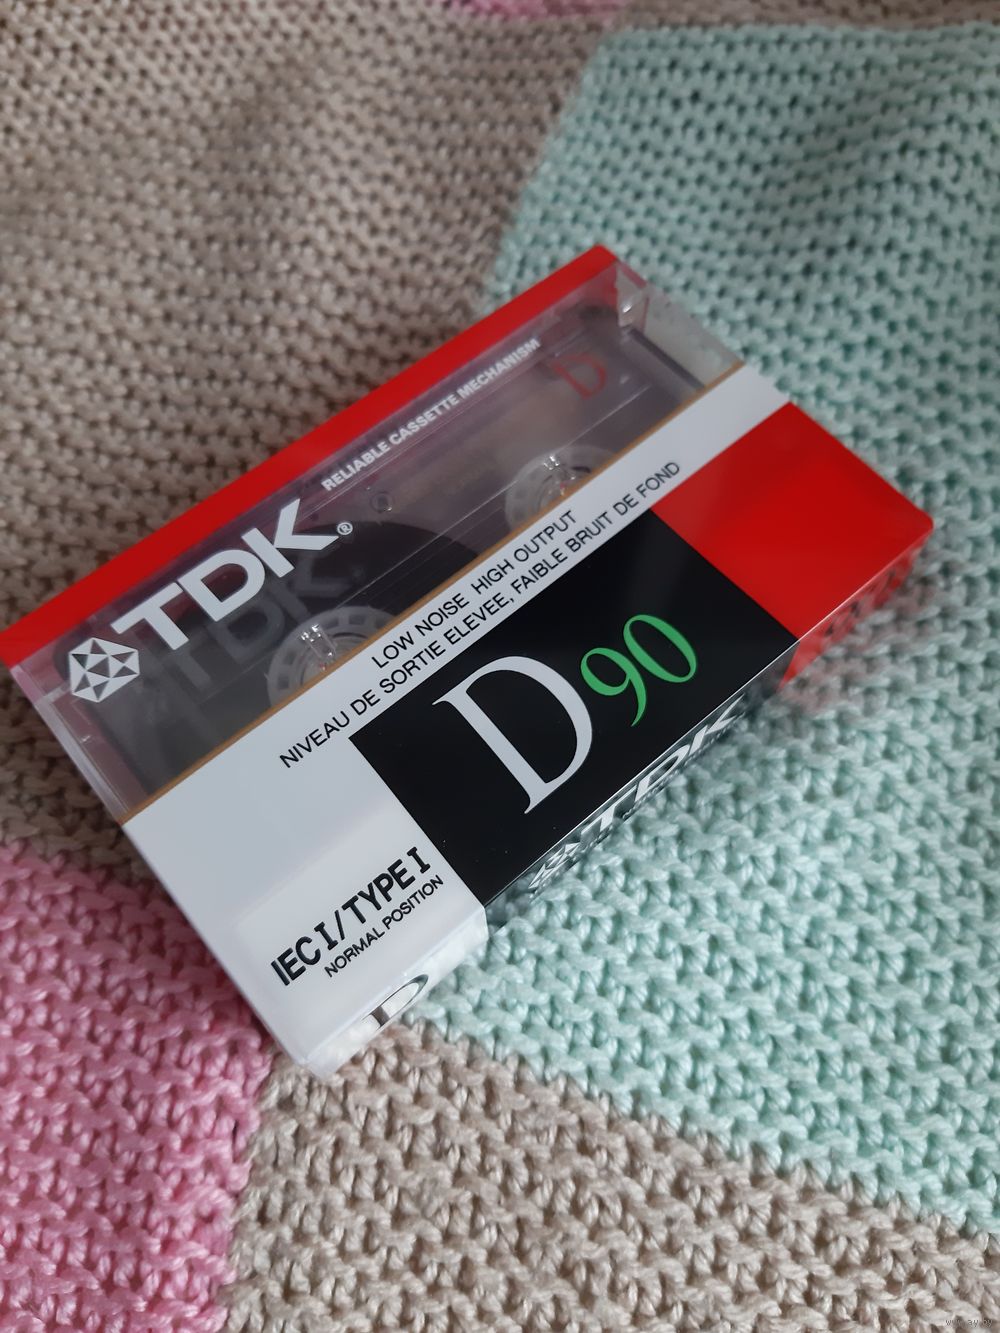 RELIABLE CASSETTE MECHANISM
D
TDK®
LOW NOISE HIGH OUTPUT
NIVEAU DE SORTIE ELEVEE, FAIBLE BRUIT DE FOND
D90
IEC I/TYPE I
NORMAL POSITION
TDK
D